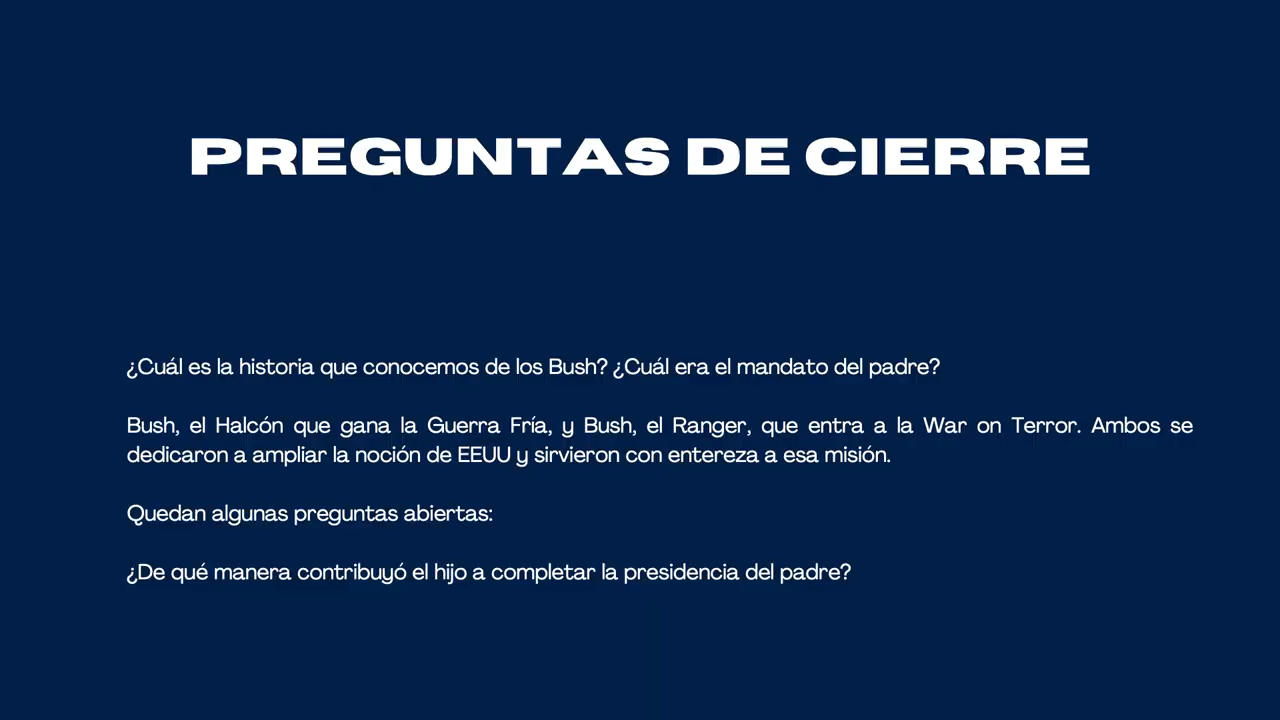 PREGUNTAS DE CIERRE
¿Cuál es la historia que conocemos de los Bush? ¿Cuál era el mandato del padre?
Bush, el Halcón que gana la Guerra Fría, y Bush, el Ranger, que entra a la War on Terror. Ambos se
dedicaron a ampliar la noción de EEUU y sirvieron con entereza a esa misión.
Quedan algunas preguntas abiertas:
¿De qué manera contribuyó el hijo a completar la presidencia del padre?